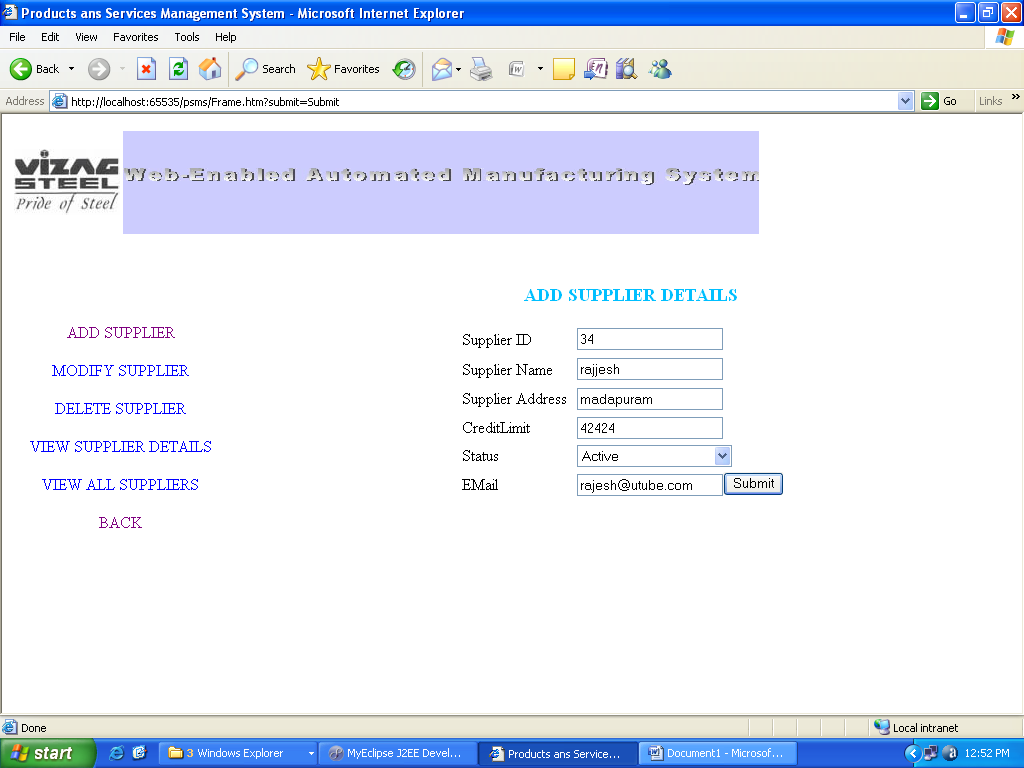 Products ans Services Management System - Microsoft Internet Explorer
File Edit View Favorites Tools Help
Back Search Favorites
Address http://localhost:65535/psms/Frame.htm?submit=Submit Go Links »
VIZAG
STEEL
Pride of Steel
Web-Enabled Automated Manufacturing System
ADD SUPPLIER DETAILS
ADD SUPPLIER
MODIFY SUPPLIER
DELETE SUPPLIER
VIEW SUPPLIER DETAILS
VIEW ALL SUPPLIERS
BACK
Supplier ID 34
Supplier Name rajjesh
Supplier Address madapuram
CreditLimit 42424
Status Active
EMail rajesh@utube.com Submit
Done Local intranet
start 3 Windows Explorer MyEclipse J2EE Devel... Products ans Service... Document1 - Microsof... 12:52 PM